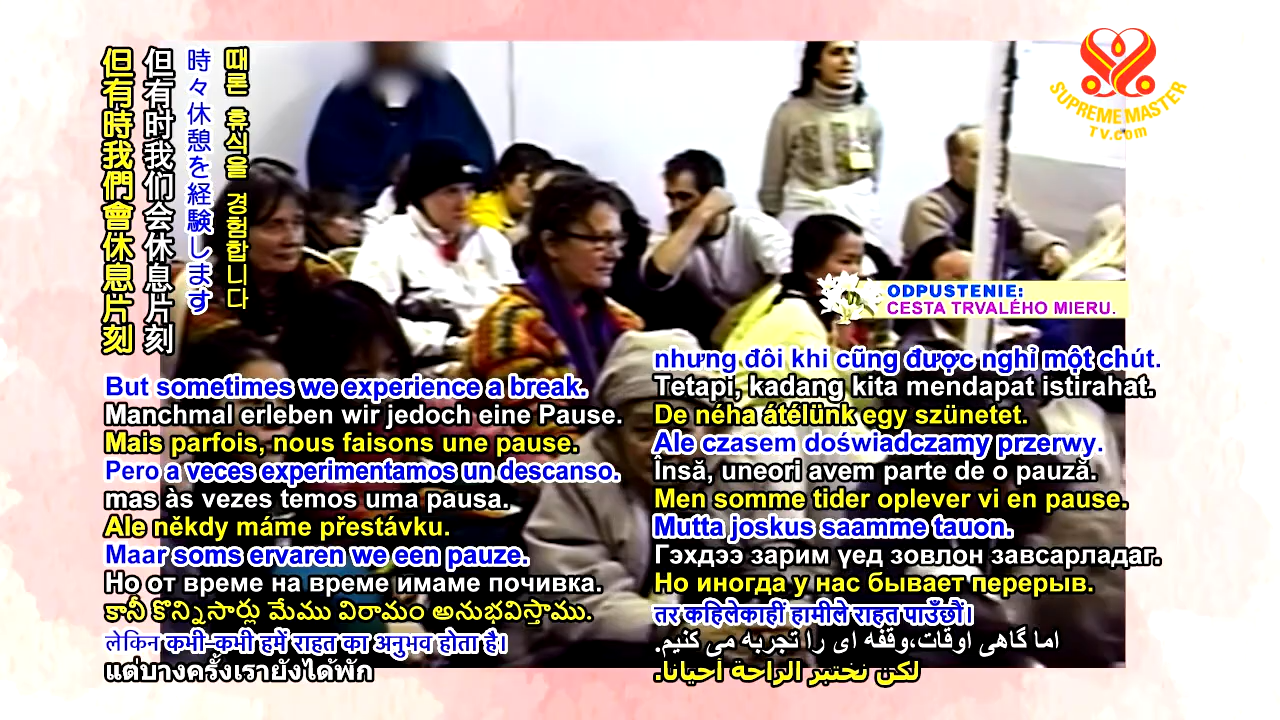 但有時我們會休息片刻
但有时我们会休息片刻
時々休憩を経験します
때론 휴식을 경험합니다
SUPREME MASTER
TV.com
ODPUSTENIE:
CESTA TRVALÉHO MIERU.
But sometimes we experience a break.
Manchmal erleben wir jedoch eine Pause.
Mais parfois, nous faisons une pause.
Pero a veces experimentamos un descanso.
mas às vezes temos uma pausa.
Ale někdy máme přestávku.
Maar soms ervaren we een pauze.
Но от време на време имаме почивка.
కానీ కొన్నిసార్లు మేము విరామం అనుభవిస్తాము.
लेकिन कभी-कभी हमें राहत का अनुभव होता है।
แต่บางครั้งเรายังได้พัก
nhưng đôi khi cũng được nghỉ một chút.
Tetapi, kadang kita mendapat istirahat.
De néha átélünk egy szünetet.
Ale czasem doświadczamy przerwy.
Însă, uneori avem parte de o pauză.
Men somme tider oplever vi en pause.
Mutta joskus saamme tauon.
Гэхдээ зарим үед зовлон завсарладаг.
Но иногда у нас бывает перерыв.
तर कहिलेकाहीं हामीले राहत पाउँछौं।
اما گاهی اوقات،وقفه ای را تجربه می کنیم.
لكن نختبر الراحة أحيانا.